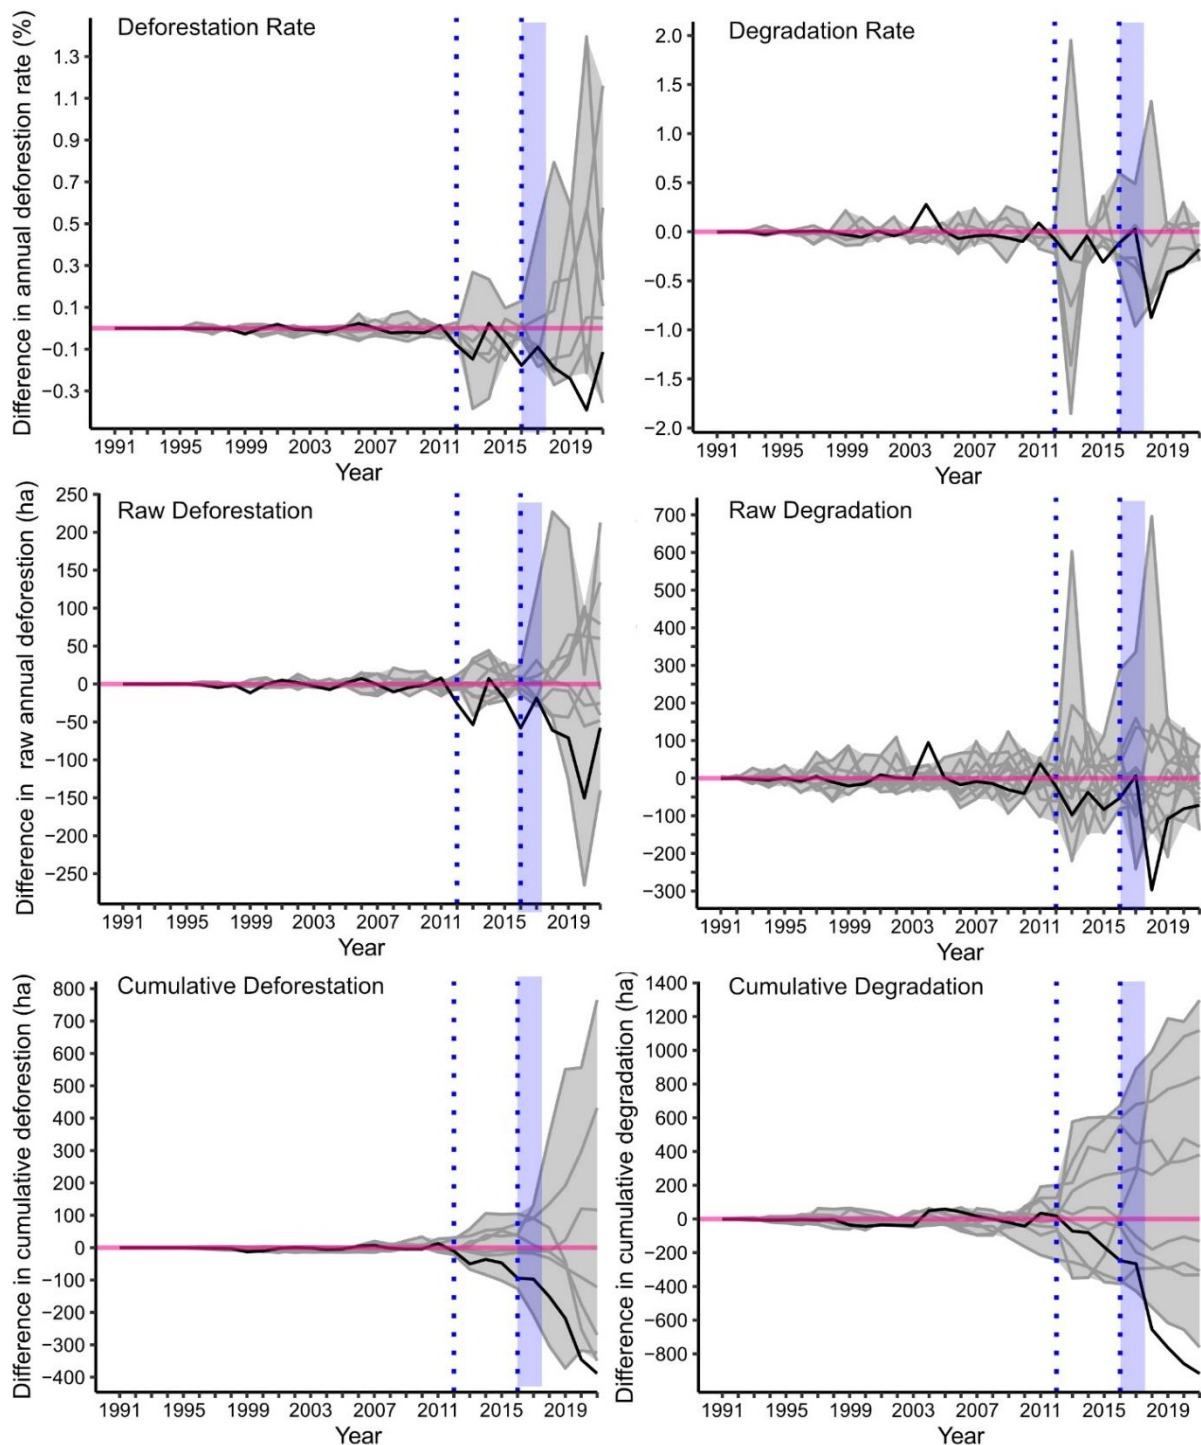 Deforestation Rate
Difference in annual deforestion rate (%)
1.3
1.1
0.9
0.7
0.5
0.3
0.1
−0.1
−0.3
1991 1995 1999 2003 2007 2011 2015 2019
Year
Degradation Rate
2.0
1.5
1.0
0.5
0.0
−0.5
−1.0
−1.5
−2.0
1991 1995 1999 2003 2007 2011 2015 2019
Year
Raw Deforestation
Difference in raw annual deforestion (ha)
250
200
150
100
50
0
−50
−100
−150
−200
−250
1991 1995 1999 2003 2007 2011 2015 2019
Year
Raw Degradation
700
600
500
400
300
200
100
0
−100
−200
−300
1991 1995 1999 2003 2007 2011 2015 2019
Year
Cumulative Deforestation
Difference in cumulative deforestion (ha)
800
700
600
500
400
300
200
100
0
−100
−200
−300
−400
1991 1995 1999 2003 2007 2011 2015 2019
Year
Cumulative Degradation
Difference in cumulative degradation (ha)
1400
1200
1000
800
600
400
200
0
−200
−400
−600
−800
1991 1995 1999 2003 2007 2011 2015 2019
Year